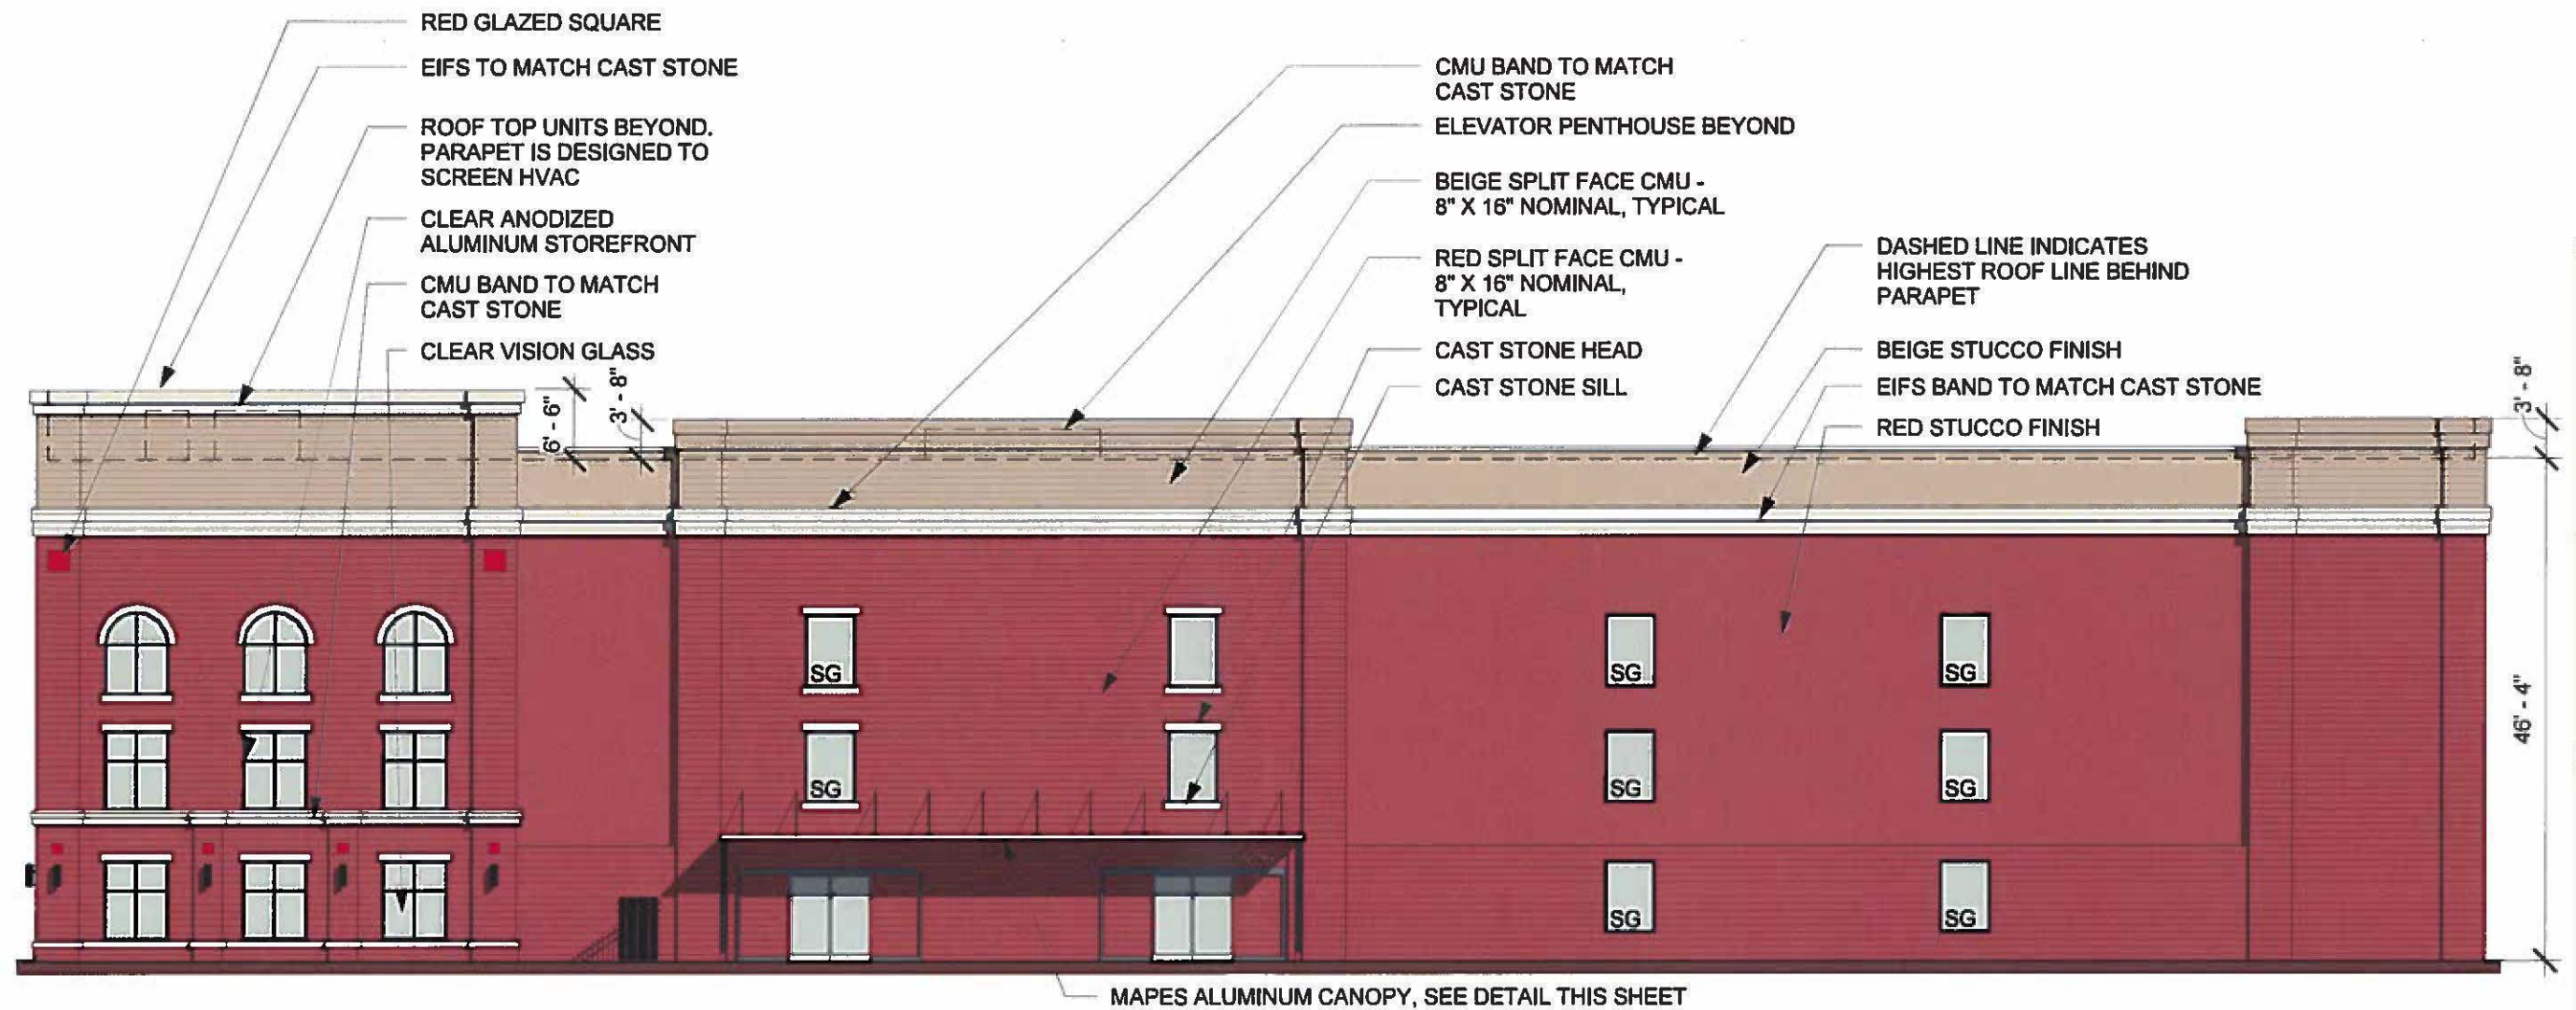 RED GLAZED SQUARE
EIFS TO MATCH CAST STONE
ROOF TOP UNITS BEYOND.
PARAPET IS DESIGNED TO
SCREEN HVAC
CLEAR ANODIZED
ALUMINUM STOREFRONT
CMU BAND TO MATCH
CAST STONE
CLEAR VISION GLASS
6' - 6"
3' - 8"
CMU BAND TO MATCH
CAST STONE
ELEVATOR PENTHOUSE BEYOND
BEIGE SPLIT FACE CMU -
8" X 16" NOMINAL, TYPICAL
RED SPLIT FACE CMU -
8" X 16" NOMINAL,
TYPICAL
CAST STONE HEAD
CAST STONE SILL
DASHED LINE INDICATES
HIGHEST ROOF LINE BEHIND
PARAPET
BEIGE STUCCO FINISH
EIFS BAND TO MATCH CAST STONE
RED STUCCO FINISH
3' - 8"
46' - 4"
SG
SG
SG
SG
SG
SG
SG
SG
MAPES ALUMINUM CANOPY, SEE DETAIL THIS SHEET